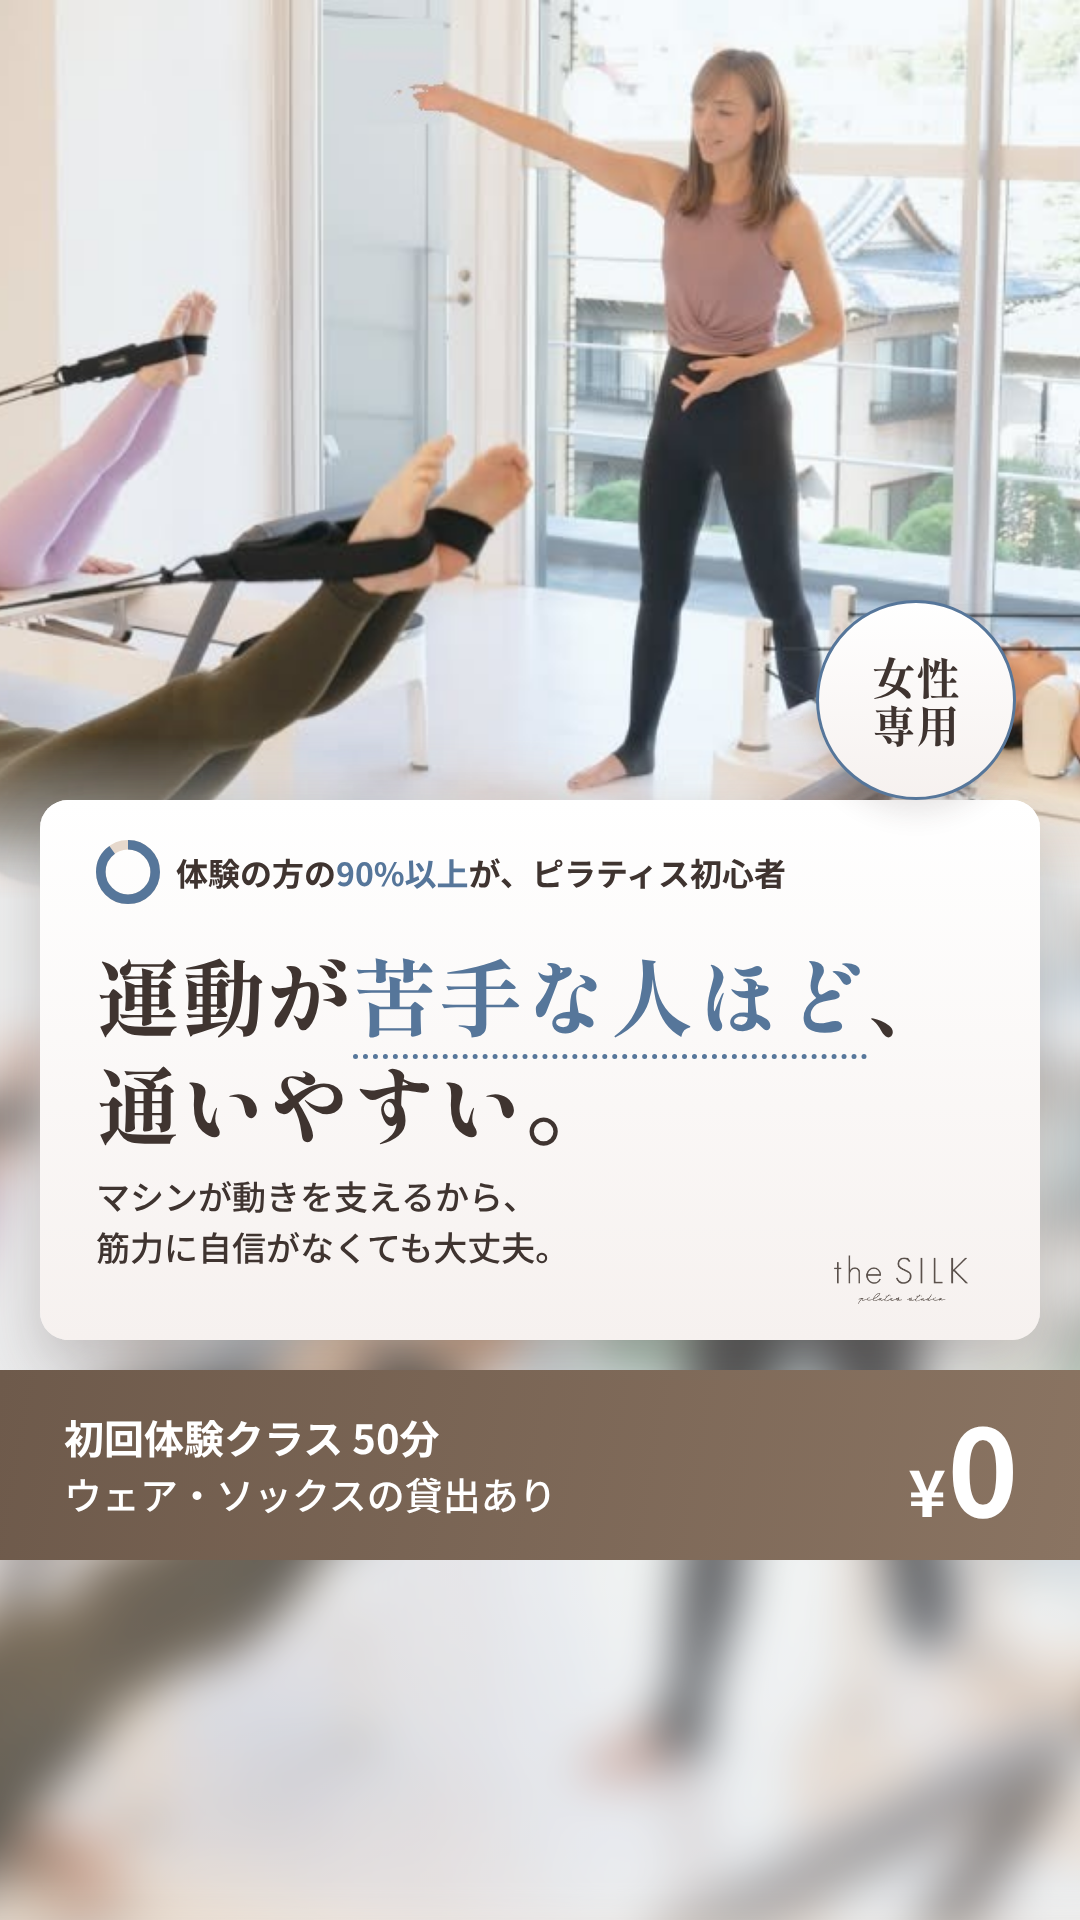 女性
専用
体験の方の90%以上が、ピラティス初心者
運動が苦手な人ほど、
通いやすい。
マシンが動きを支えるから、
筋力に自信がなくても大丈夫。
the SILK
pilates studio
初回体験クラス 50分
ウェア・ソックスの貸出あり
¥0